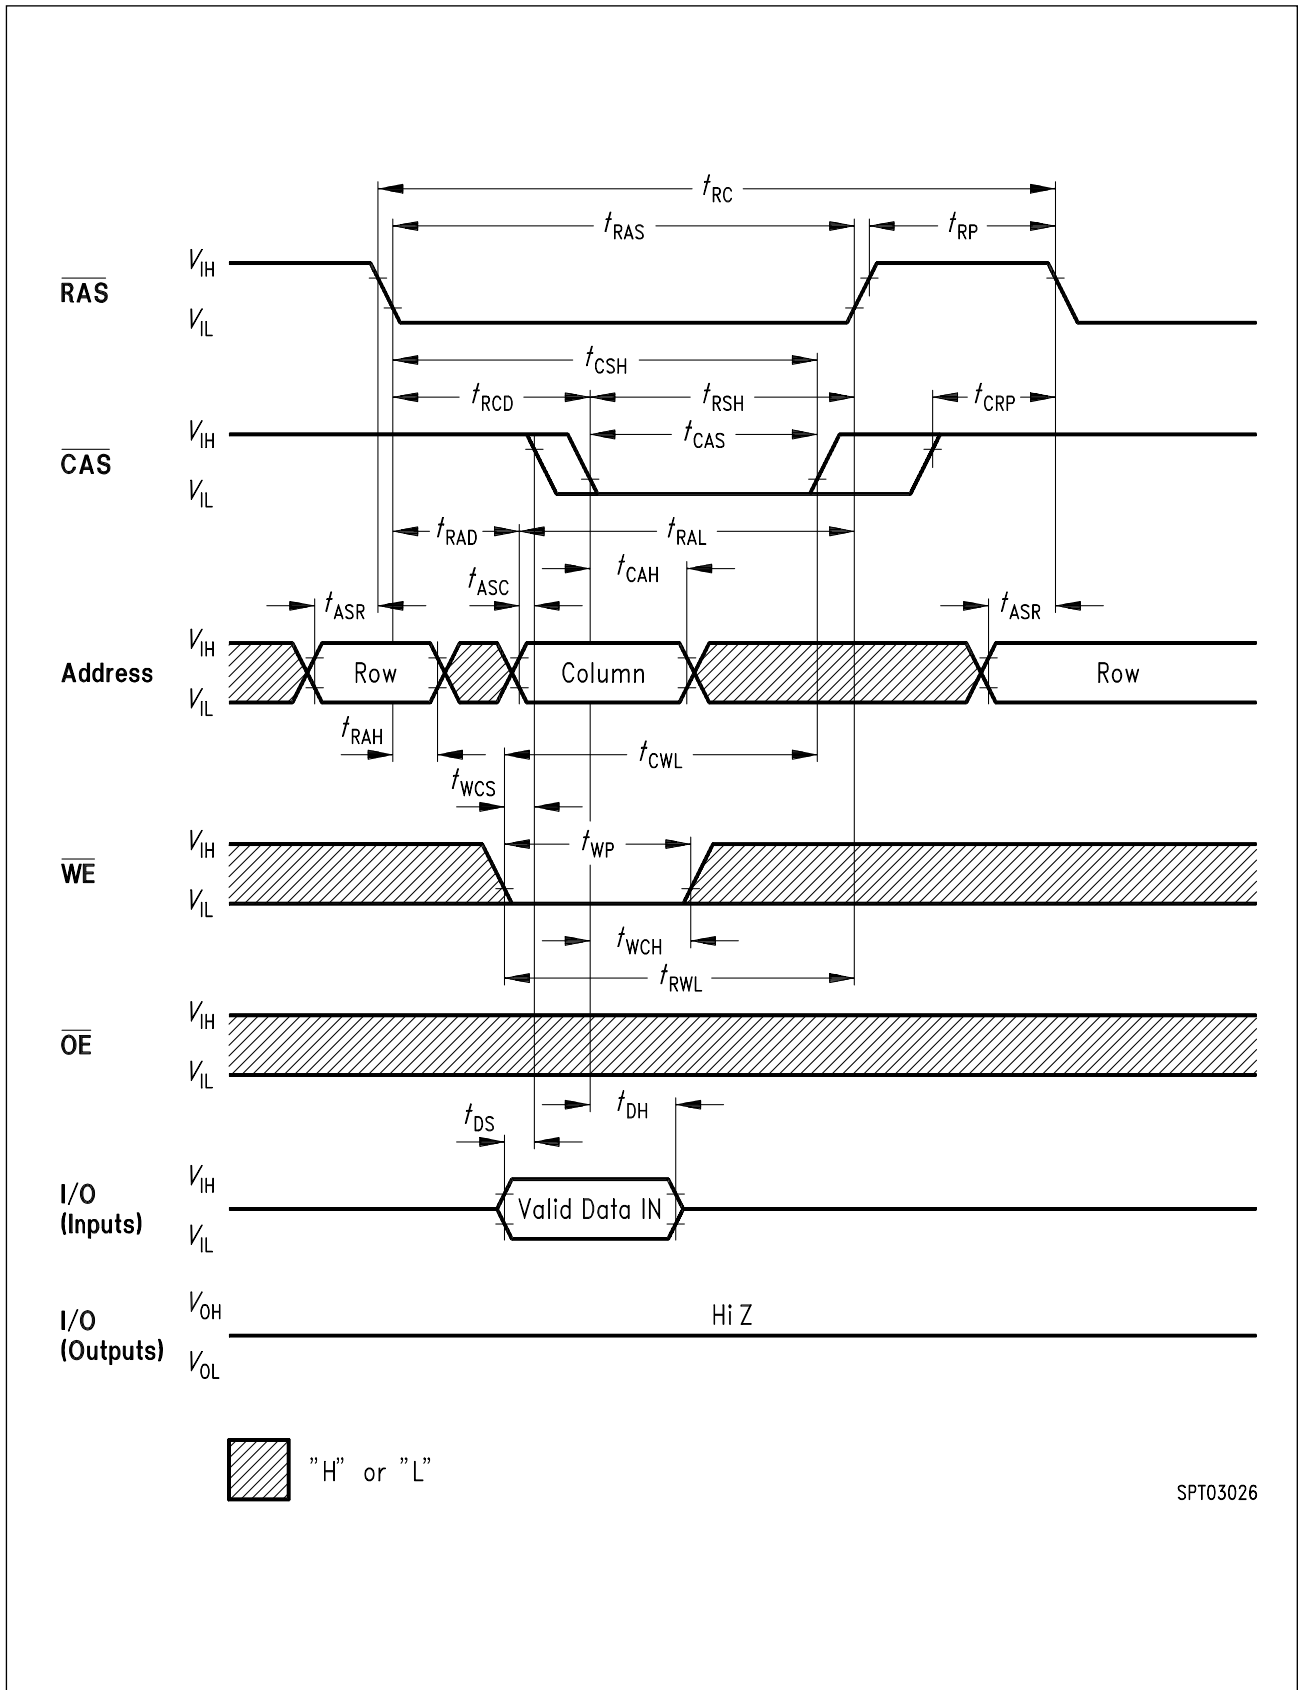 tRC
tRAS
tRP
VIH
RAS
VIL
tCSH
tRCD
tRSH
tCRP
VIH
tCAS
CAS
VIL
tRAD
tRAL
tCAH
tASC
tASR
tASR
VIH
Address
Row
Column
Row
VIL
tRAH
tCWL
tWCS
VIH
tWP
WE
VIL
tWCH
tRWL
VIH
OE
VIL
tDH
tDS
VIH
I/O
(Inputs)
Valid Data IN
VIL
VOH
Hi Z
I/O
(Outputs)
VOL
"H" or "L"
SPT03026